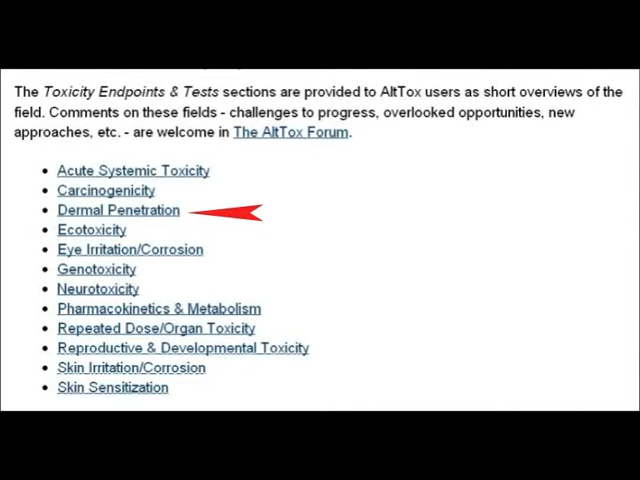 The Toxicity Endpoints & Tests sections are provided to AltTox users as short overviews of the
field. Comments on these fields - challenges to progress, overlooked opportunities, new
approaches, etc. - are welcome in The AltTox Forum.
• Acute Systemic Toxicity
• Carcinogenicity
• Dermal Penetration
• Ecotoxicity
• Eye Irritation/Corrosion
• Genotoxicity
• Neurotoxicity
• Pharmacokinetics & Metabolism
• Repeated Dose/Organ Toxicity
• Reproductive & Developmental Toxicity
• Skin Irritation/Corrosion
• Skin Sensitization